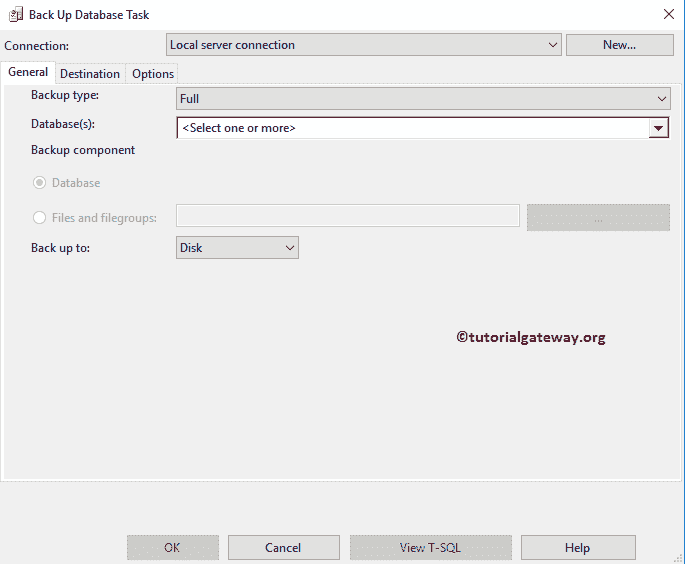 Back Up Database Task
Connection: Local server connection New...
General Destination Options
Backup type: Full
Database(s): <Select one or more>
Backup component
Database
Files and filegroups: ...
Back up to: Disk
©tutorialgateway.org
OK Cancel View T-SQL Help